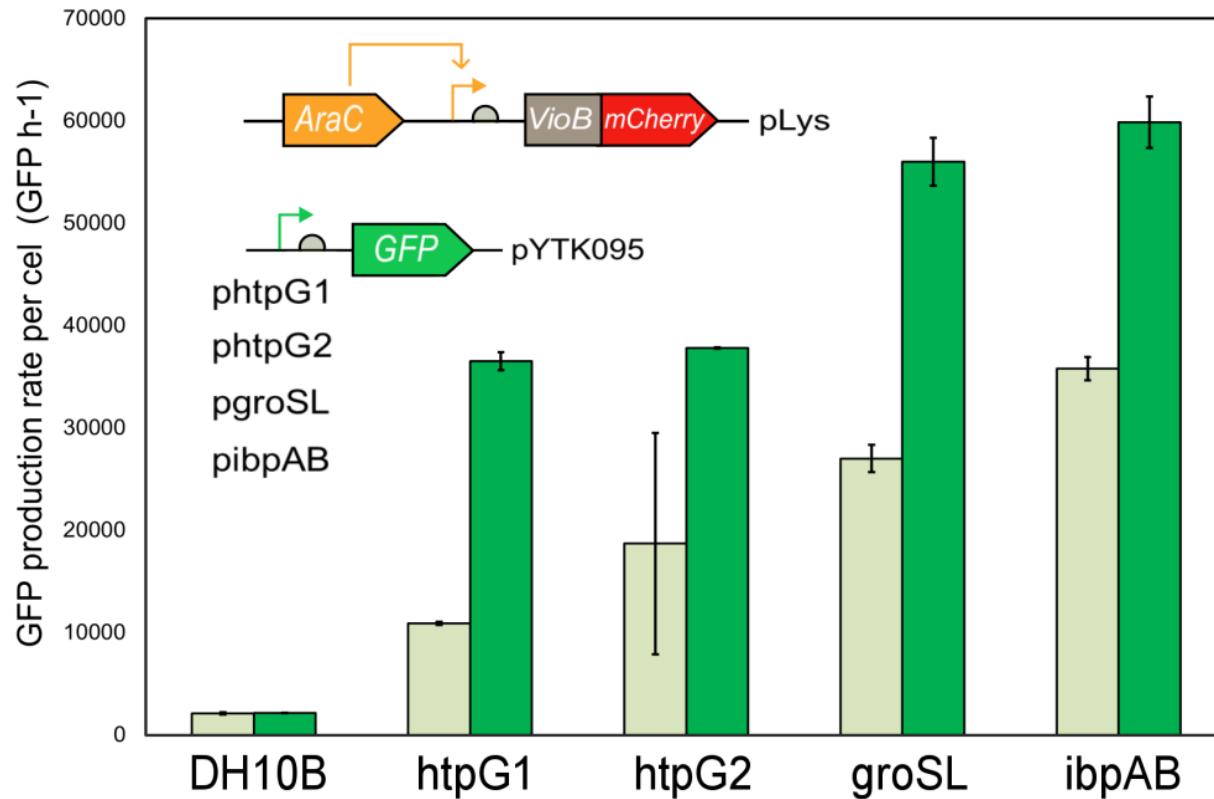 GFP production rate per cel (GFP h-1)
70000
60000
50000
40000
30000
20000
10000
0
AraC
VioB
mCherry
pLys
GFP
pYTK095
phtpG1
phtpG2
pgroSL
pibpAB
DH10B
htpG1
htpG2
groSL
ibpAB